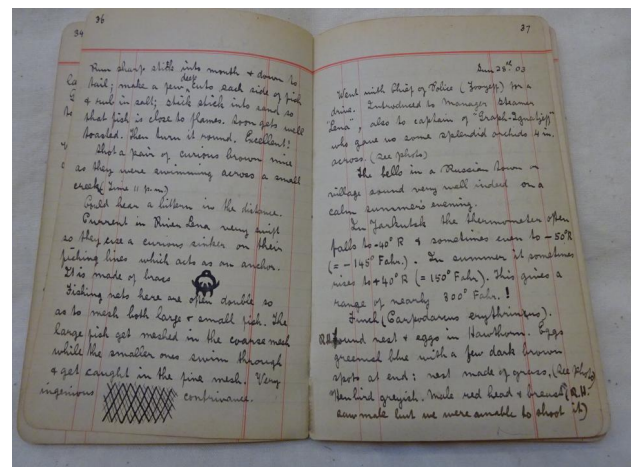 36
34
Run sharp stick into mouth & down to
tail; make a few deep cuts each side of fish
& rub in salt; stick stick into sand so
that fish is close to flames. Soon gets well
toasted. Then turn it round. Excellent!
Shot a pair of curious brown mice
as they were swimming across a small
creek (Time 11 p.m)
Could hear a bittern in the distance.
Current in River Lena very swift
so they use a curious sinker on their
fishing lines which acts as an anchor.
It is made of brass
Fishing nets here are often double so
as to mesh both large & small fish. The
large fish get meshed in the coarse mesh
while the smaller ones swim through
& get caught in the fine mesh. Very
ingenious contrivance.
37
28st 03
Went with Chief of Police ( ) for a
drive. Introduced to Manager Steamer
"Lena", also to captain of "Graph-Ignatieff"
who gave us some splendid orchids 4 in.
across. (See photo)
The bells in a Russian town or
village sound very well indeed on a
calm summer's evening.
In Yarkutsk the thermometer often
falls to -40° R & sometimes even to -50°R
(= -145° Fahr.). In summer it sometimes
rises to +40° R (= 150° Fahr). This gives a
range of nearly 300° Fahr. !
Finch (Carpodacus erythrinus).
R.H. found nest & eggs in Hawthorn. Eggs
greenish blue with a few dark brown
spots at end; nest made of grass. (See photo)
Hen bird greyish. Male red head & breast (R.H.
saw male but we were unable to shoot it)